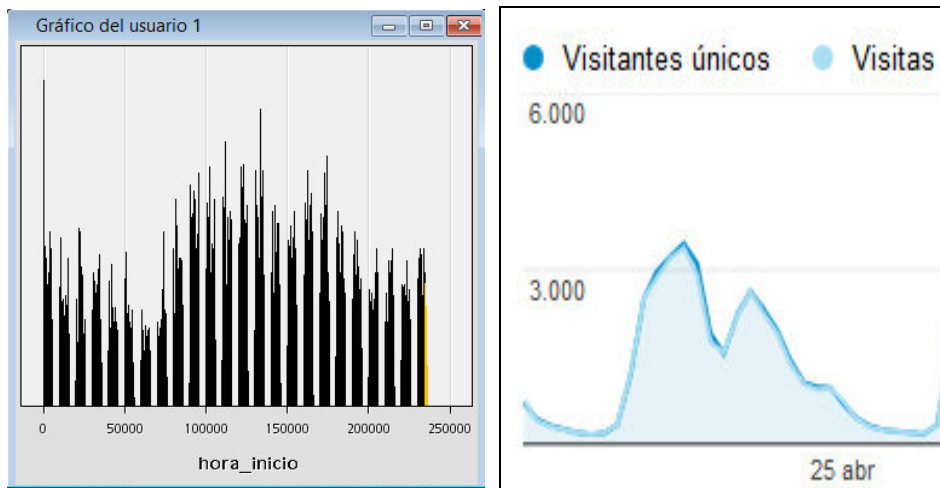 Gráfico del usuario 1
0 50000 100000 150000 200000 250000
hora_inicio
Visitantes únicos Visitas
6.000
3.000
25 abr